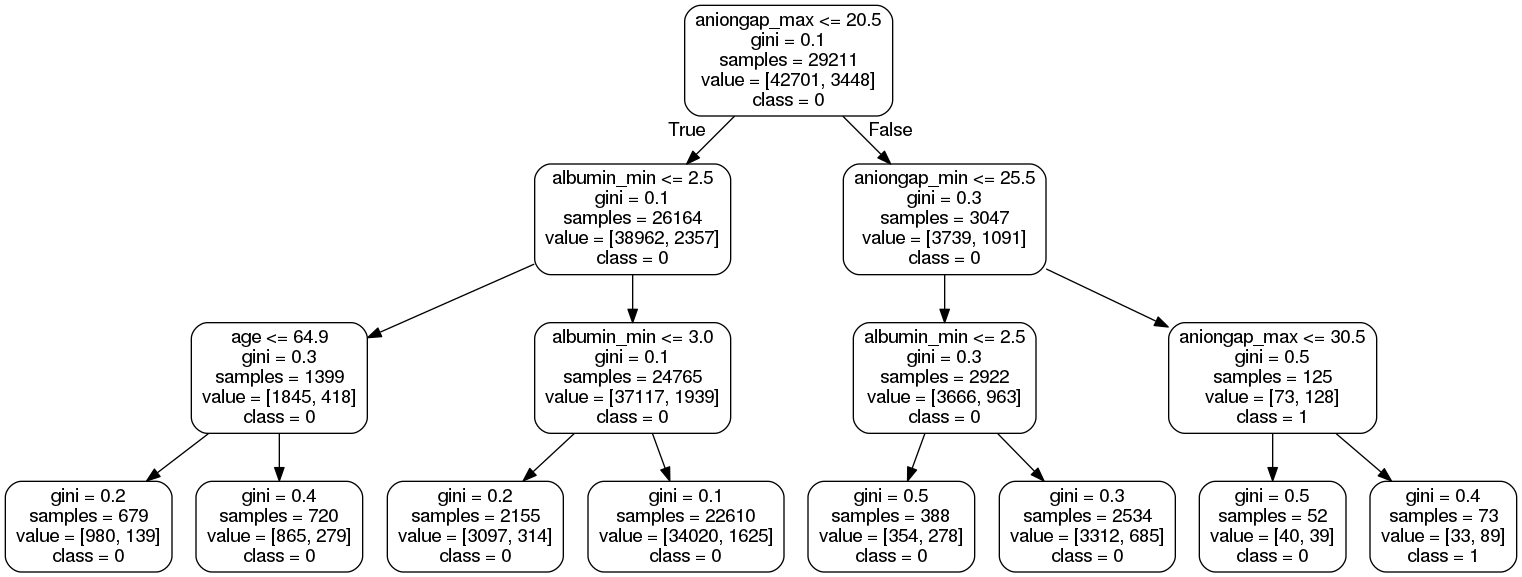 aniongap_max <= 20.5
gini = 0.1
samples = 29211
value = [42701, 3448]
class = 0
True
False
albumin_min <= 2.5
gini = 0.1
samples = 26164
value = [38962, 2357]
class = 0
aniongap_min <= 25.5
gini = 0.3
samples = 3047
value = [3739, 1091]
class = 0
age <= 64.9
gini = 0.3
samples = 1399
value = [1845, 418]
class = 0
albumin_min <= 3.0
gini = 0.1
samples = 24765
value = [37117, 1939]
class = 0
albumin_min <= 2.5
gini = 0.3
samples = 2922
value = [3666, 963]
class = 0
aniongap_max <= 30.5
gini = 0.5
samples = 125
value = [73, 128]
class = 1
gini = 0.2
samples = 679
value = [980, 139]
class = 0
gini = 0.4
samples = 720
value = [865, 279]
class = 0
gini = 0.2
samples = 2155
value = [3097, 314]
class = 0
gini = 0.1
samples = 22610
value = [34020, 1625]
class = 0
gini = 0.5
samples = 388
value = [354, 278]
class = 0
gini = 0.3
samples = 2534
value = [3312, 685]
class = 0
gini = 0.5
samples = 52
value = [40, 39]
class = 0
gini = 0.4
samples = 73
value = [33, 89]
class = 1